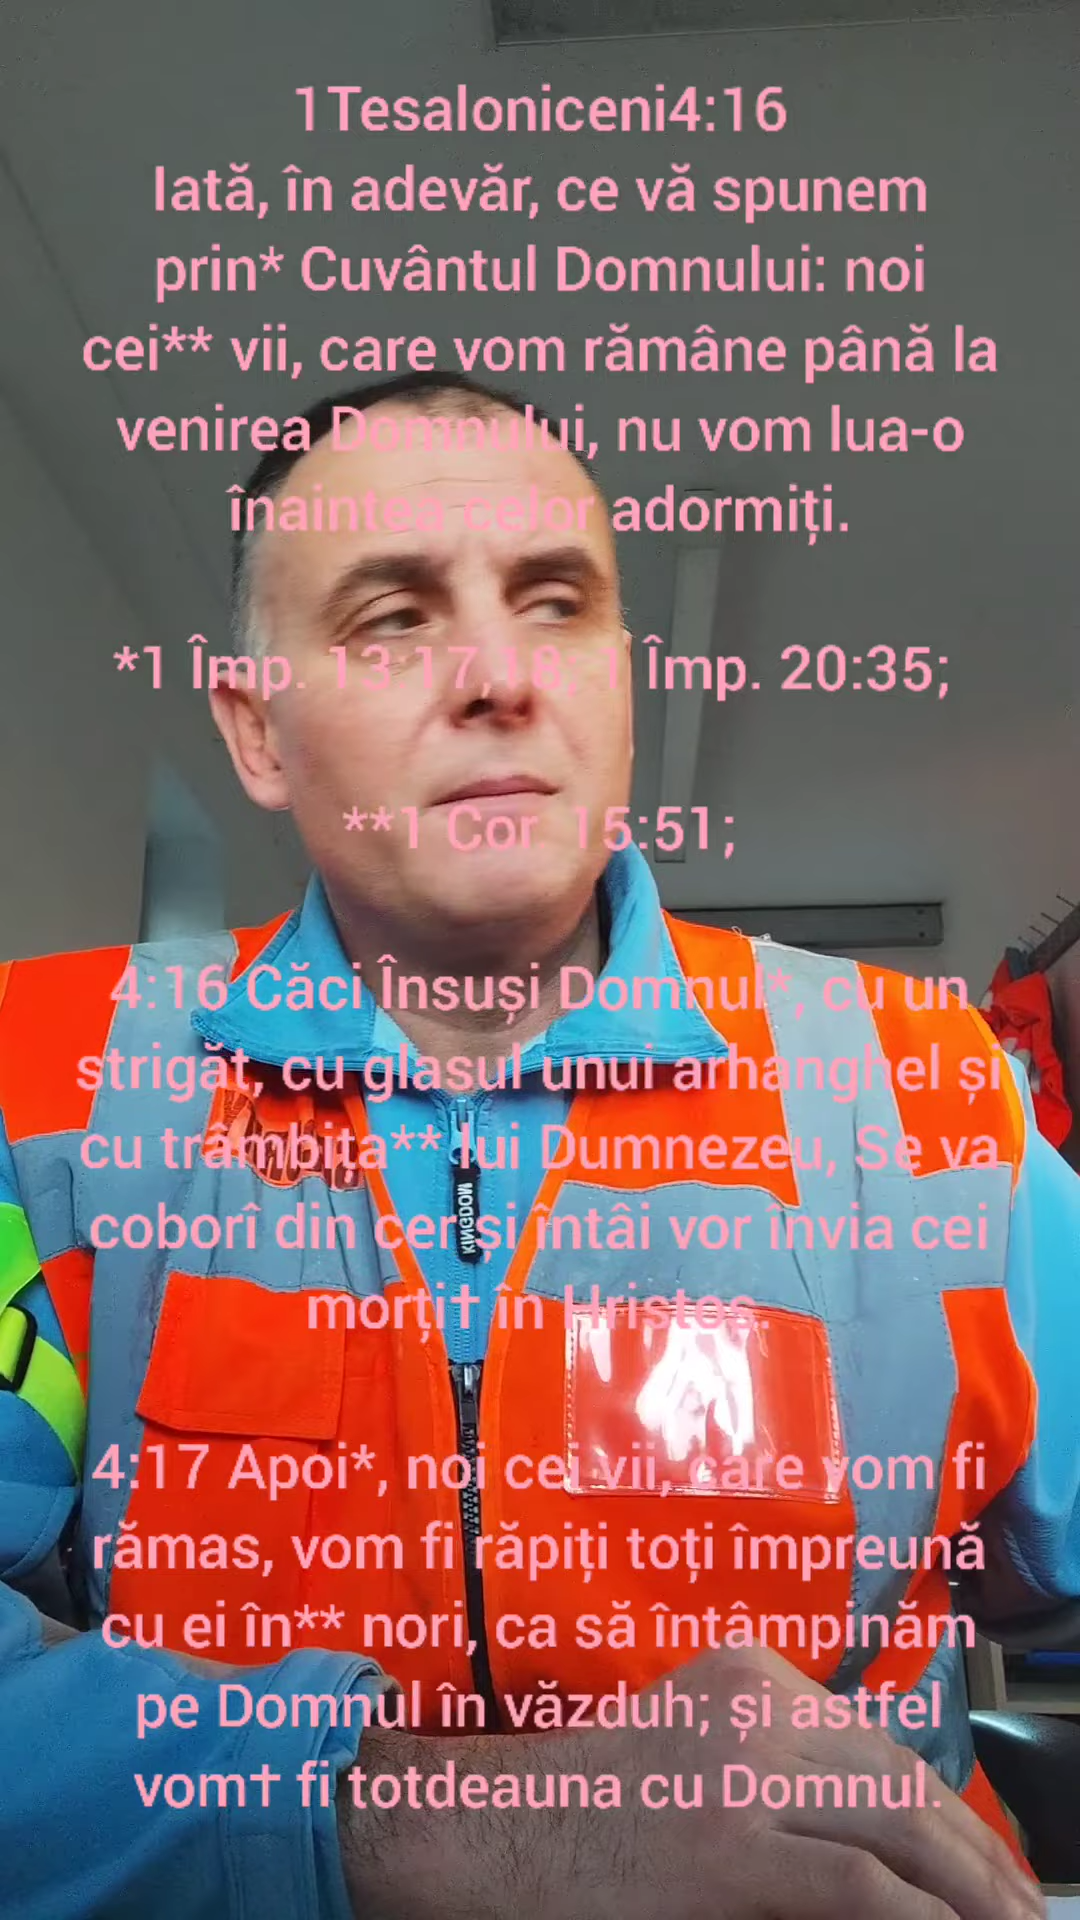 1Tesaloniceni4:16
Iată, în adevăr, ce vă spunem
prin* Cuvântul Domnului: noi
cei** vii, care vom rămâne până la
venirea Domnului, nu vom lua-o
înaintea celor adormiți.
*1 Împ. 13:17,18; 1 Împ. 20:35;
**1 Cor. 15:51;
4:16 Căci Însuși Domnul*, cu un
strigăt, cu glasul unui arhanghel și
cu trâmbita** lui Dumnezeu, Se va
coborî din cer și întâi vor învia cei
morți† în Hristos.
4:17 Apoi*, noi cei vii, care vom fi
rămas, vom fi răpiți toți împreună
cu ei în** nori, ca să întâmpinăm
pe Domnul în văzduh; și astfel
vom† fi totdeauna cu Domnul.
KINGDOM